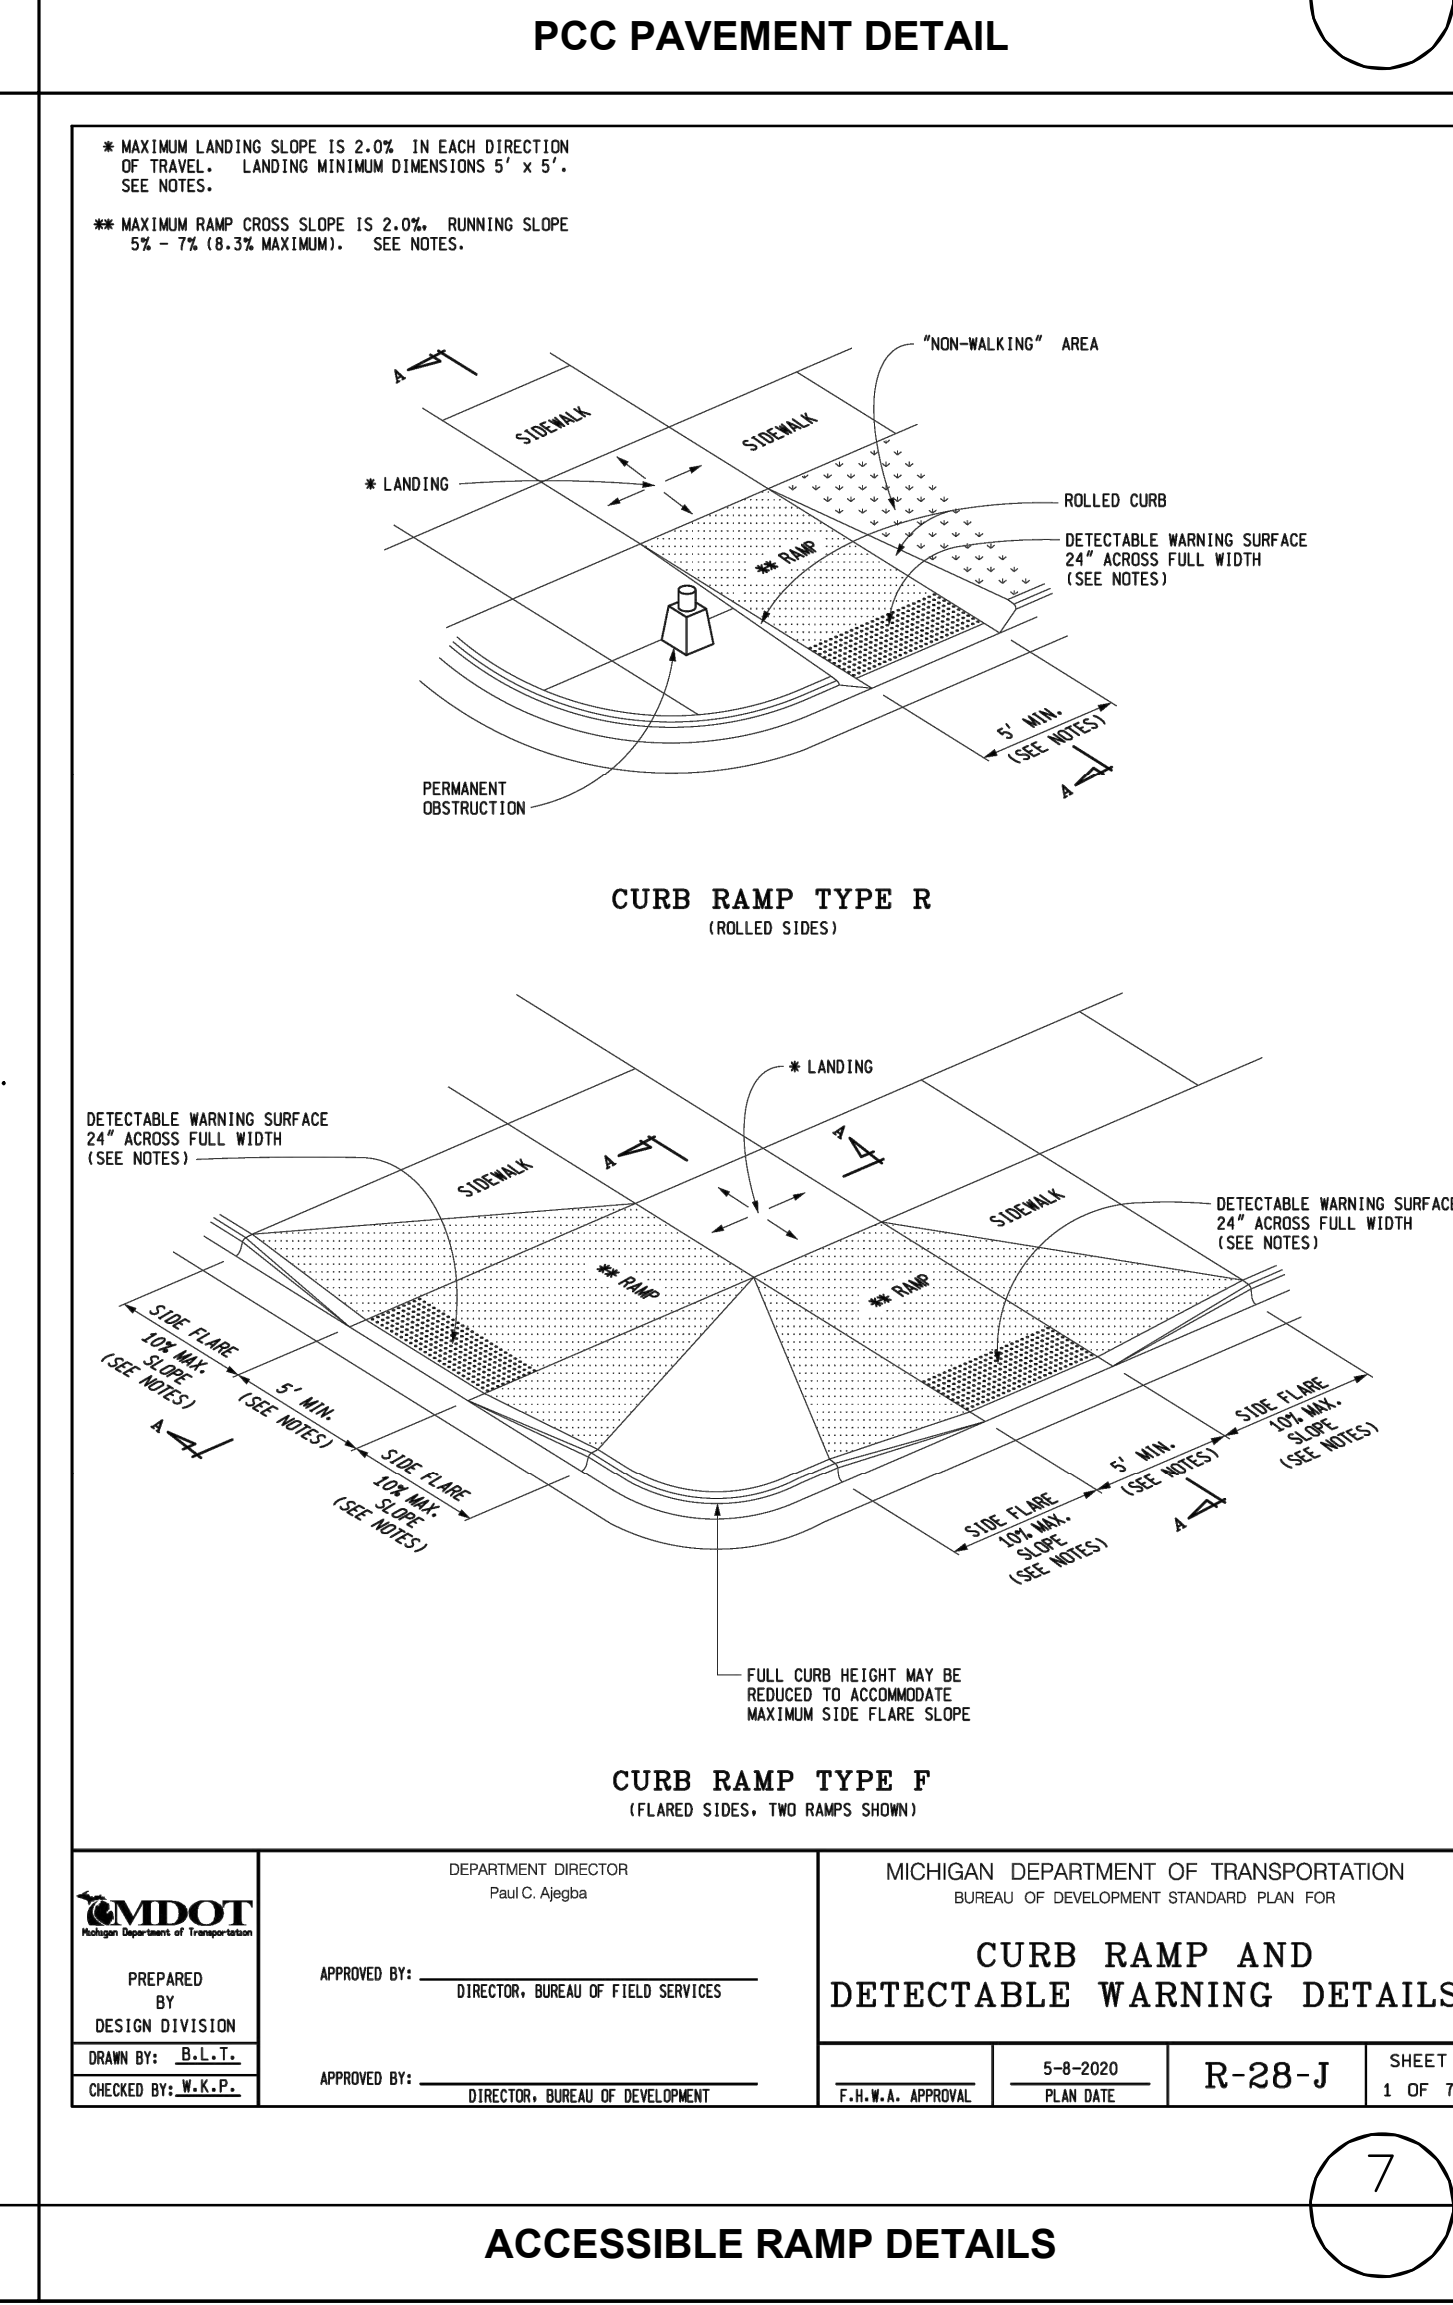 PCC PAVEMENT DETAIL
* MAXIMUM LANDING SLOPE IS 2.0% IN EACH DIRECTION
OF TRAVEL. LANDING MINIMUM DIMENSIONS 5' x 5'.
SEE NOTES.
** MAXIMUM RAMP CROSS SLOPE IS 2.0%, RUNNING SLOPE
5% - 7% (8.3% MAXIMUM). SEE NOTES.
"NON-WALKING" AREA
A
SIDEWALK
SIDEWALK
* LANDING
ROLLED CURB
DETECTABLE WARNING SURFACE
24" ACROSS FULL WIDTH
(SEE NOTES)
** RAMP
5' MIN.
(SEE NOTES)
A
PERMANENT
OBSTRUCTION
CURB RAMP TYPE R
(ROLLED SIDES)
* LANDING
DETECTABLE WARNING SURFACE
24" ACROSS FULL WIDTH
(SEE NOTES)
A
A
SIDEWALK
SIDEWALK
DETECTABLE WARNING SURFACE
24" ACROSS FULL WIDTH
(SEE NOTES)
** RAMP
** RAMP
SIDE FLARE
10% MAX.
SLOPE
(SEE NOTES)
5' MIN.
(SEE NOTES)
A
SIDE FLARE
10% MAX.
SLOPE
(SEE NOTES)
SIDE FLARE
10% MAX.
SLOPE
(SEE NOTES)
5' MIN.
(SEE NOTES)
A
SIDE FLARE
10% MAX.
SLOPE
(SEE NOTES)
FULL CURB HEIGHT MAY BE
REDUCED TO ACCOMMODATE
MAXIMUM SIDE FLARE SLOPE
CURB RAMP TYPE F
(FLARED SIDES, TWO RAMPS SHOWN)
MDOT
Michigan Department of Transportation
PREPARED
BY
DESIGN DIVISION
DRAWN BY: B.L.T.
CHECKED BY: W.K.P.
DEPARTMENT DIRECTOR
Paul C. Ajegba
APPROVED BY:
DIRECTOR, BUREAU OF FIELD SERVICES
APPROVED BY:
DIRECTOR, BUREAU OF DEVELOPMENT
MICHIGAN DEPARTMENT OF TRANSPORTATION
BUREAU OF DEVELOPMENT STANDARD PLAN FOR
CURB RAMP AND
DETECTABLE WARNING DETAILS
F.H.W.A. APPROVAL
5-8-2020
PLAN DATE
R-28-J
SHEET
1 OF 7
7
ACCESSIBLE RAMP DETAILS